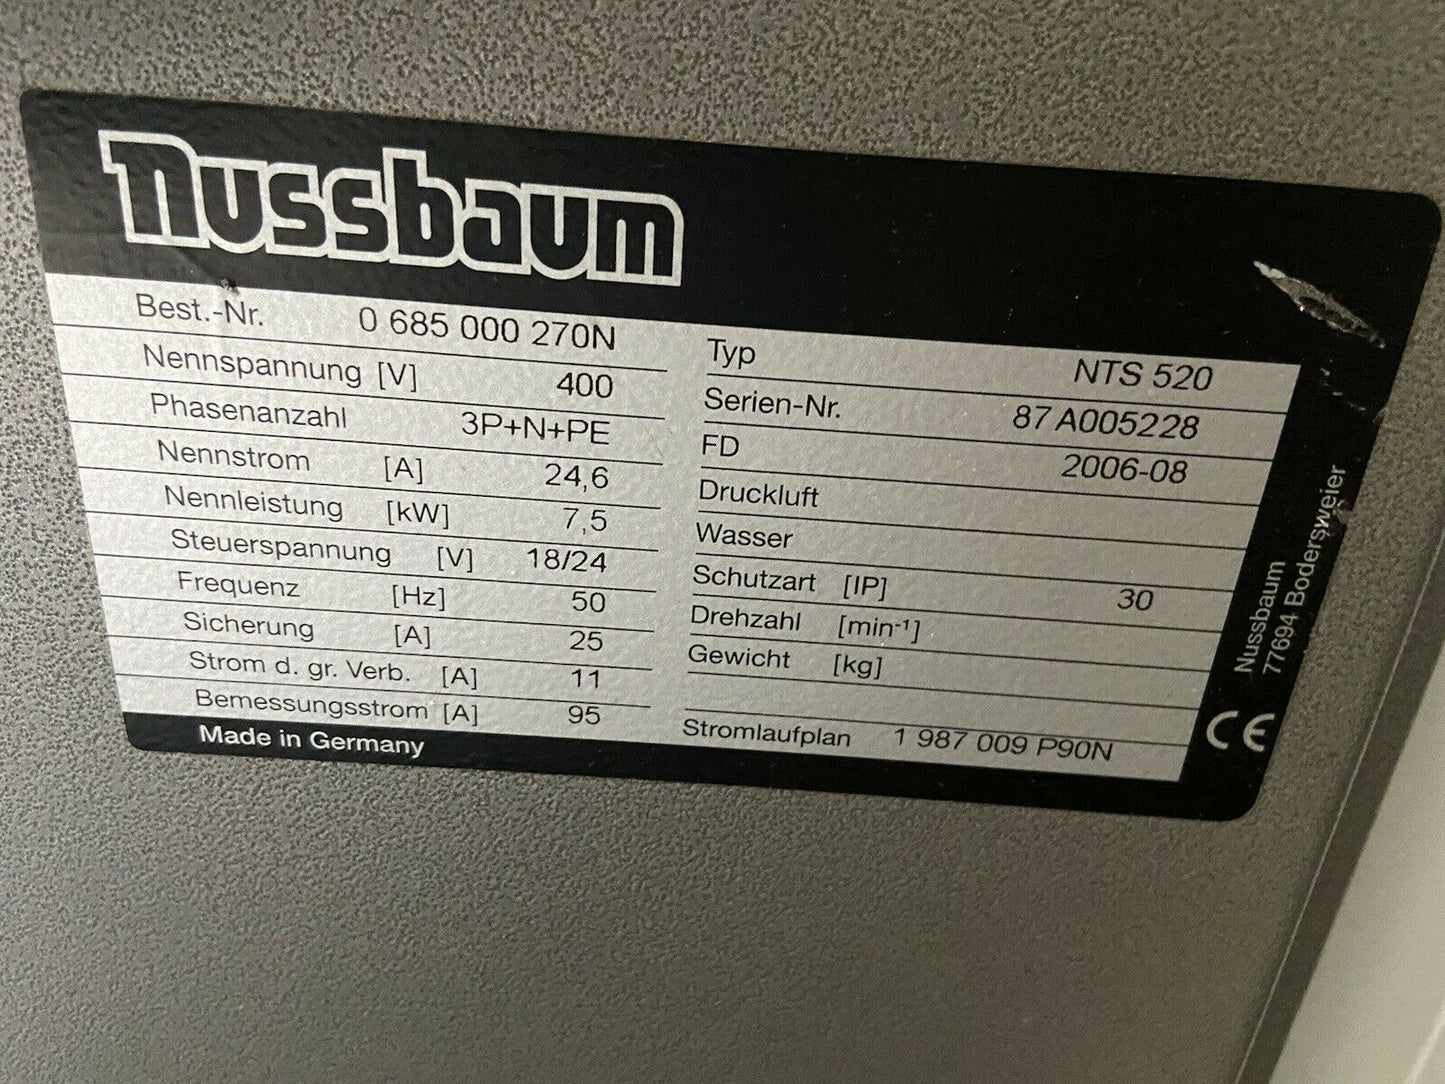 nussbaum
Best.-Nr. 0 685 000 270N
Nennspannung [V] 400
Phasenanzahl 3P+N+PE
Nennstrom [A] 24,6
Nennleistung [kW] 7,5
Steuerspannung [V] 18/24
Frequenz [Hz] 50
Sicherung [A] 25
Strom d. gr. Verb. [A] 11
Bemessungsstrom [A] 95
Made in Germany
Typ NTS 520
Serien-Nr. 87A005228
FD 2006-08
Druckluft
Wasser
Schutzart [IP] 30
Drehzahl [min⁻¹]
Gewicht [kg]
Stromlaufplan 1 987 009 P90N
Nussbaum
77694 Bodersweier
CE